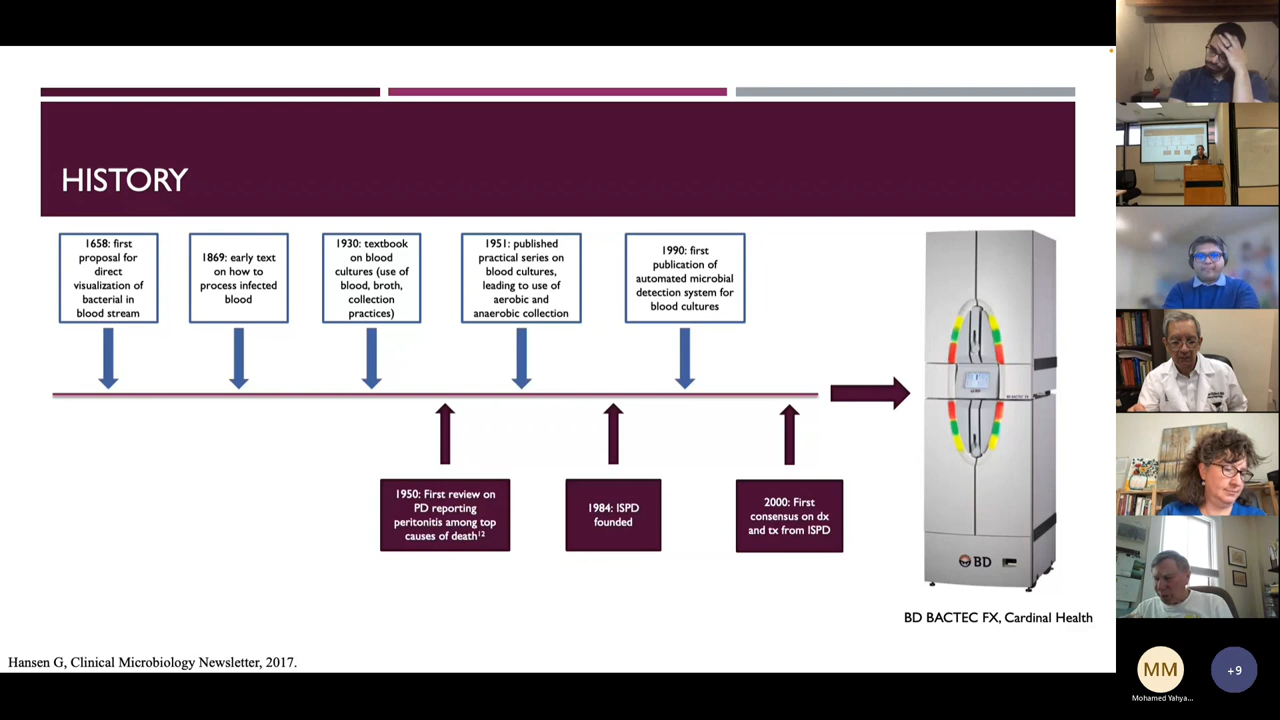 HISTORY
1658: first
proposal for
direct
visualization of
bacterial in
blood stream
1869: early text
on how to
process infected
blood
1930: textbook
on blood
cultures (use of
blood, broth,
collection
practices)
1951: published
practical series on
blood cultures,
leading to use of
aerobic and
anaerobic collection
1990: first
publication of
automated microbial
detection system for
blood cultures
1950: First review on
PD reporting
peritonitis among top
causes of death¹²
1984: ISPD
founded
2000: First
consensus on dx
and tx from ISPD
BD BACTEC FX
BD
BD BACTEC FX, Cardinal Health
Hansen G, Clinical Microbiology Newsletter, 2017.
MM
+9
Mohamed Yahya...